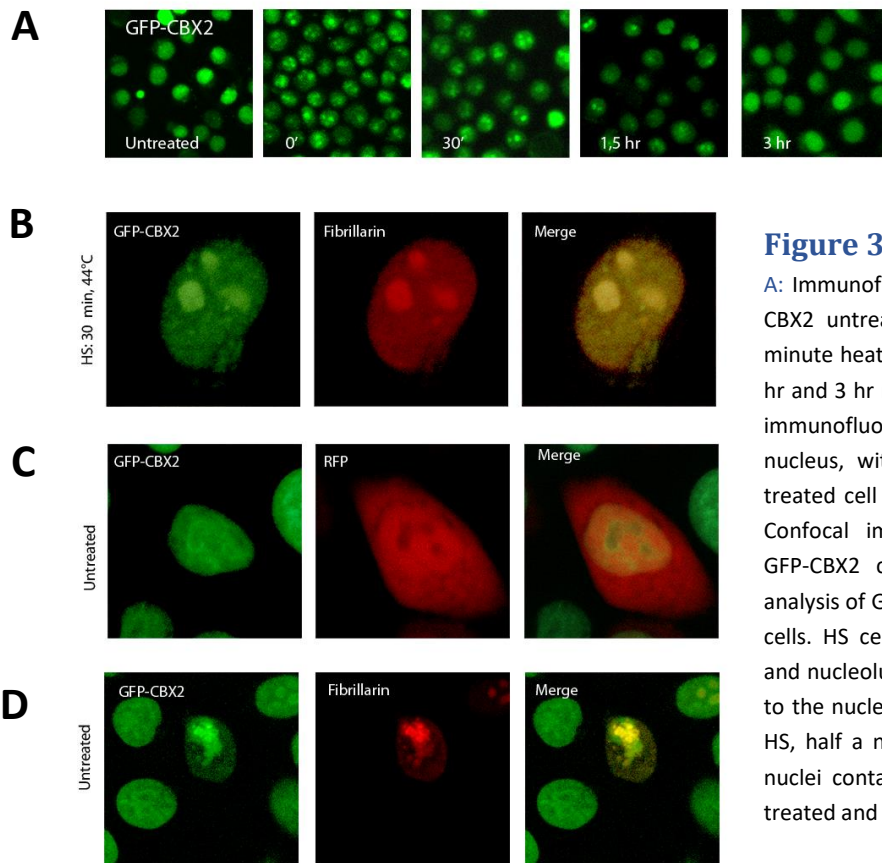 A
GFP-CBX2
Untreated
0'
30'
1,5 hr
3 hr
B
HS: 30 min, 44°C
GFP-CBX2
Fibrillarin
Merge
C
Untreated
GFP-CBX2
RFP
Merge
D
Untreated
GFP-CBX2
Fibrillarin
Merge
Figure 3
A: Immunof
CBX2 untrea
minute heat
hr and 3 hr
immunofluo
nucleus, wit
treated cell
Confocal in
GFP-CBX2 c
analysis of G
cells. HS ce
and nucleolu
to the nucle
HS, half a n
nuclei conta
treated and